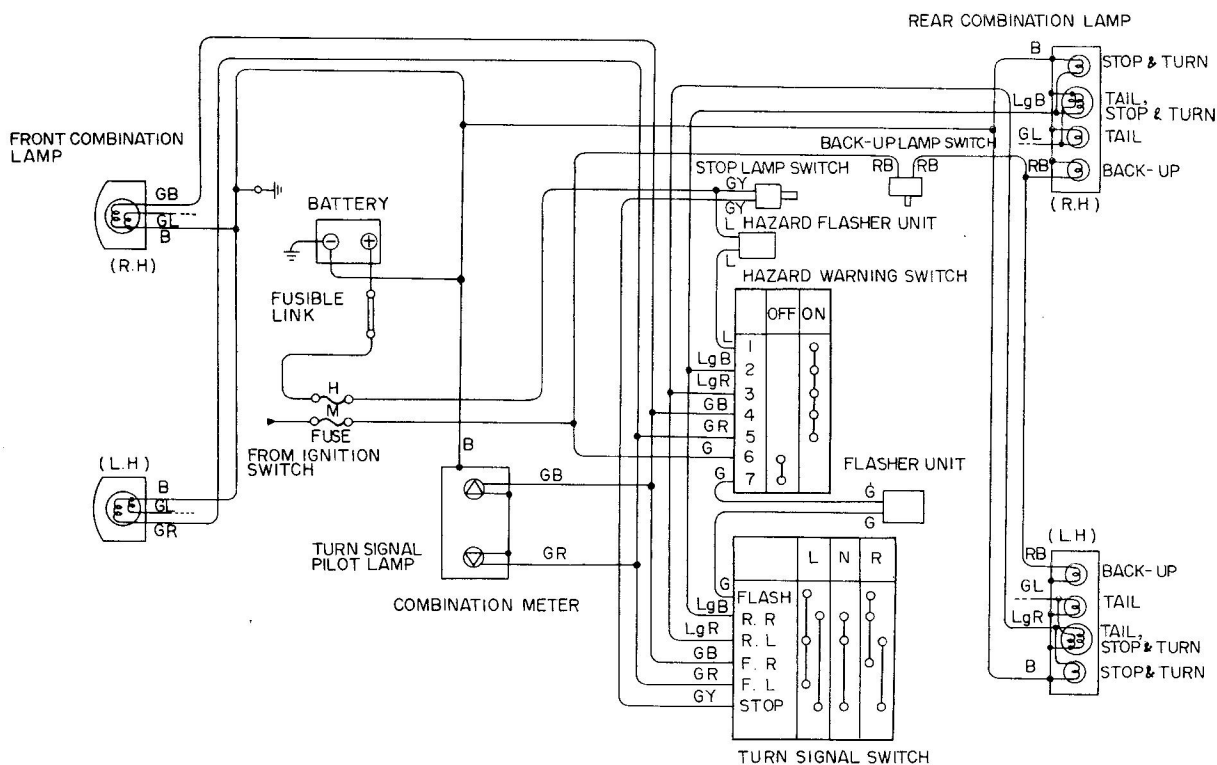 REAR COMBINATION LAMP
B
STOP & TURN
LgB
TAIL,
STOP & TURN
GL
TAIL
RB
BACK-UP
(R.H)
FRONT COMBINATION
LAMP
GB
GL
B
(R.H)
BATTERY
− +
FUSIBLE
LINK
H
M
FUSE
FROM IGNITION
SWITCH
BACK-UP LAMP SWITCH
RB RB
STOP LAMP SWITCH
GY
GY
HAZARD FLASHER UNIT
L
L
HAZARD WARNING SWITCH
OFF ON
L 1
LgB 2
LgR 3
GB 4
GR 5
G 6
G 7
FLASHER UNIT
G
G
(L.H)
B
GL
GR
B
GB
GR
TURN SIGNAL
PILOT LAMP
COMBINATION METER
L N R
G FLASH
LgB R. R
LgR R. L
GB F. R
GR F. L
GY STOP
TURN SIGNAL SWITCH
(L.H)
RB
BACK-UP
GL
TAIL
LgR
TAIL,
STOP & TURN
B
STOP & TURN